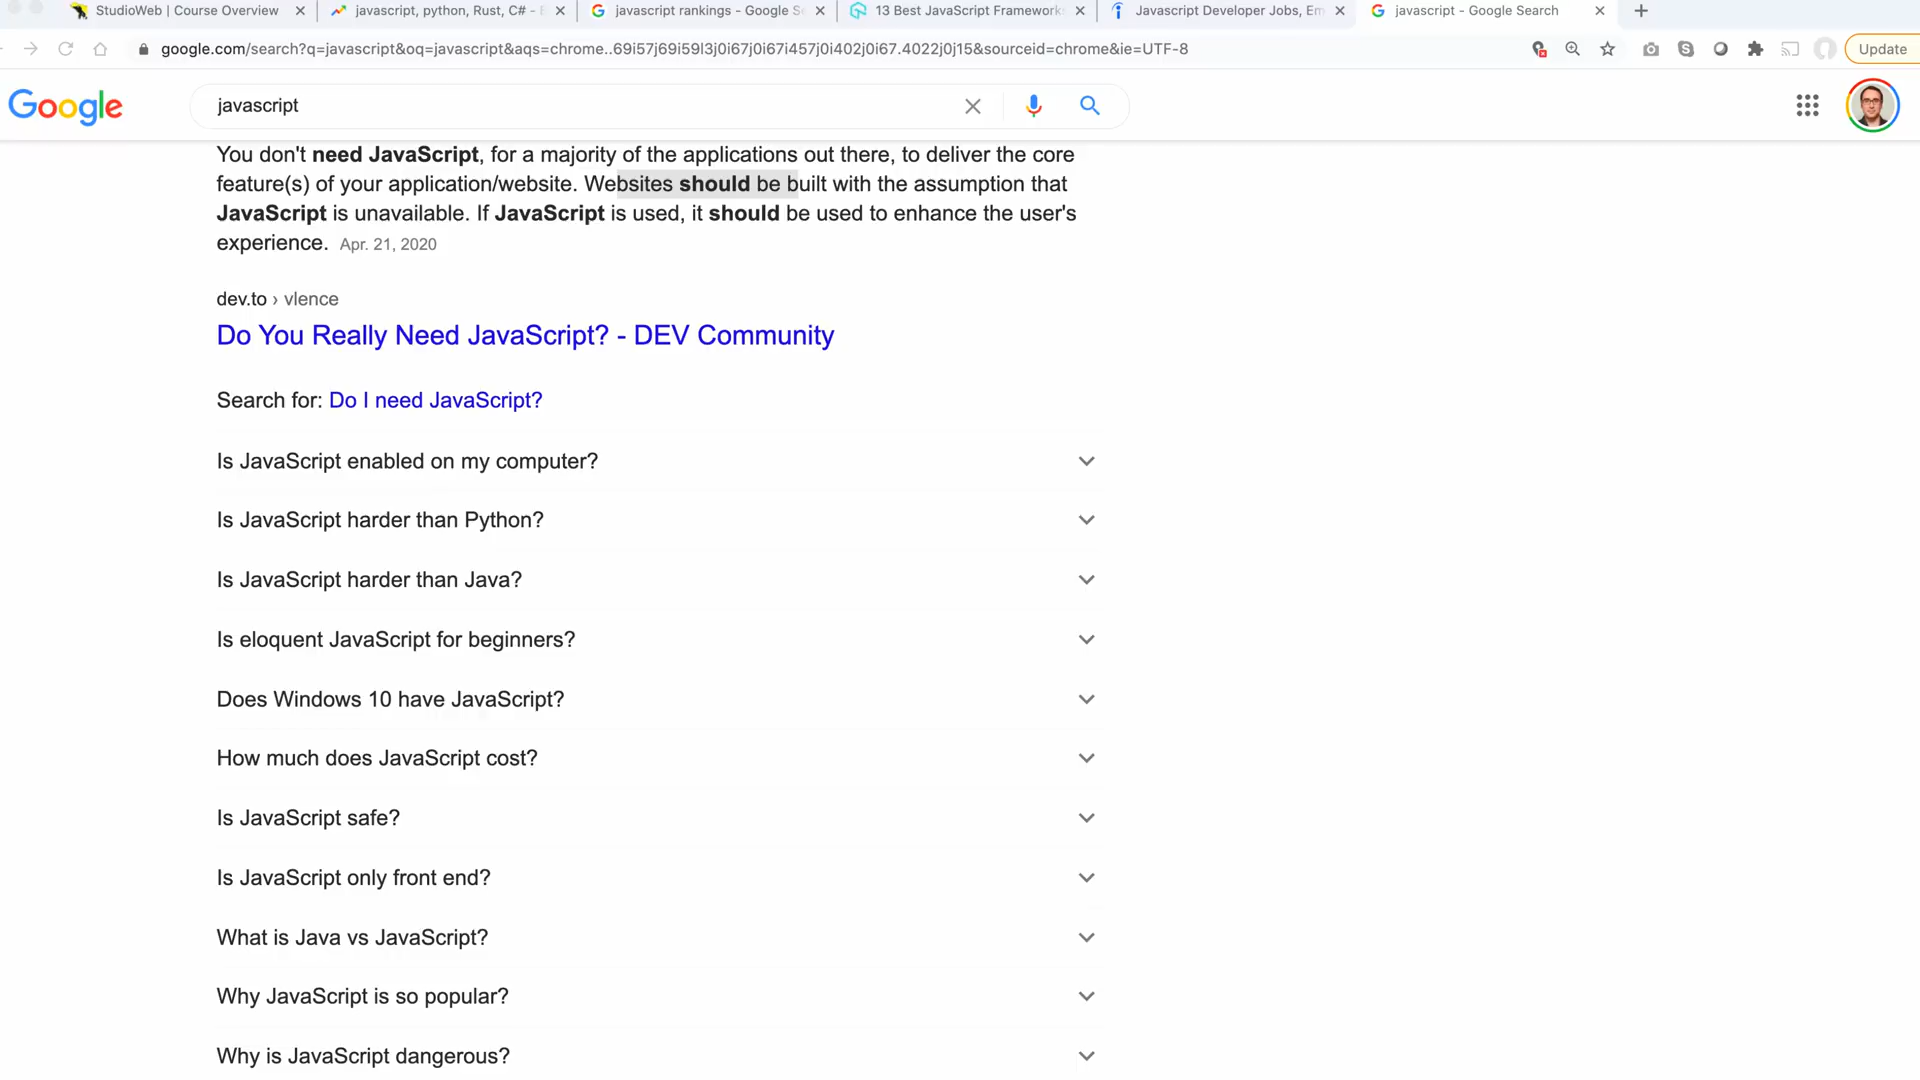 StudioWeb | Course Overview
javascript, python, Rust, C# -
javascript rankings - Google S
13 Best JavaScript Framework
Javascript Developer Jobs, Em
javascript - Google Search
google.com/search?q=javascript&oq=javascript&aqs=chrome..69i57j69i59l3j0i67j0i67i457j0i402j0i67.4022j0j15&sourceid=chrome&ie=UTF-8
Update
Google
javascript
You don't need JavaScript, for a majority of the applications out there, to deliver the core
feature(s) of your application/website. Websites should be built with the assumption that
JavaScript is unavailable. If JavaScript is used, it should be used to enhance the user's
experience. Apr. 21, 2020
dev.to › vlence
Do You Really Need JavaScript? - DEV Community
Search for: Do I need JavaScript?
Is JavaScript enabled on my computer?
Is JavaScript harder than Python?
Is JavaScript harder than Java?
Is eloquent JavaScript for beginners?
Does Windows 10 have JavaScript?
How much does JavaScript cost?
Is JavaScript safe?
Is JavaScript only front end?
What is Java vs JavaScript?
Why JavaScript is so popular?
Why is JavaScript dangerous?